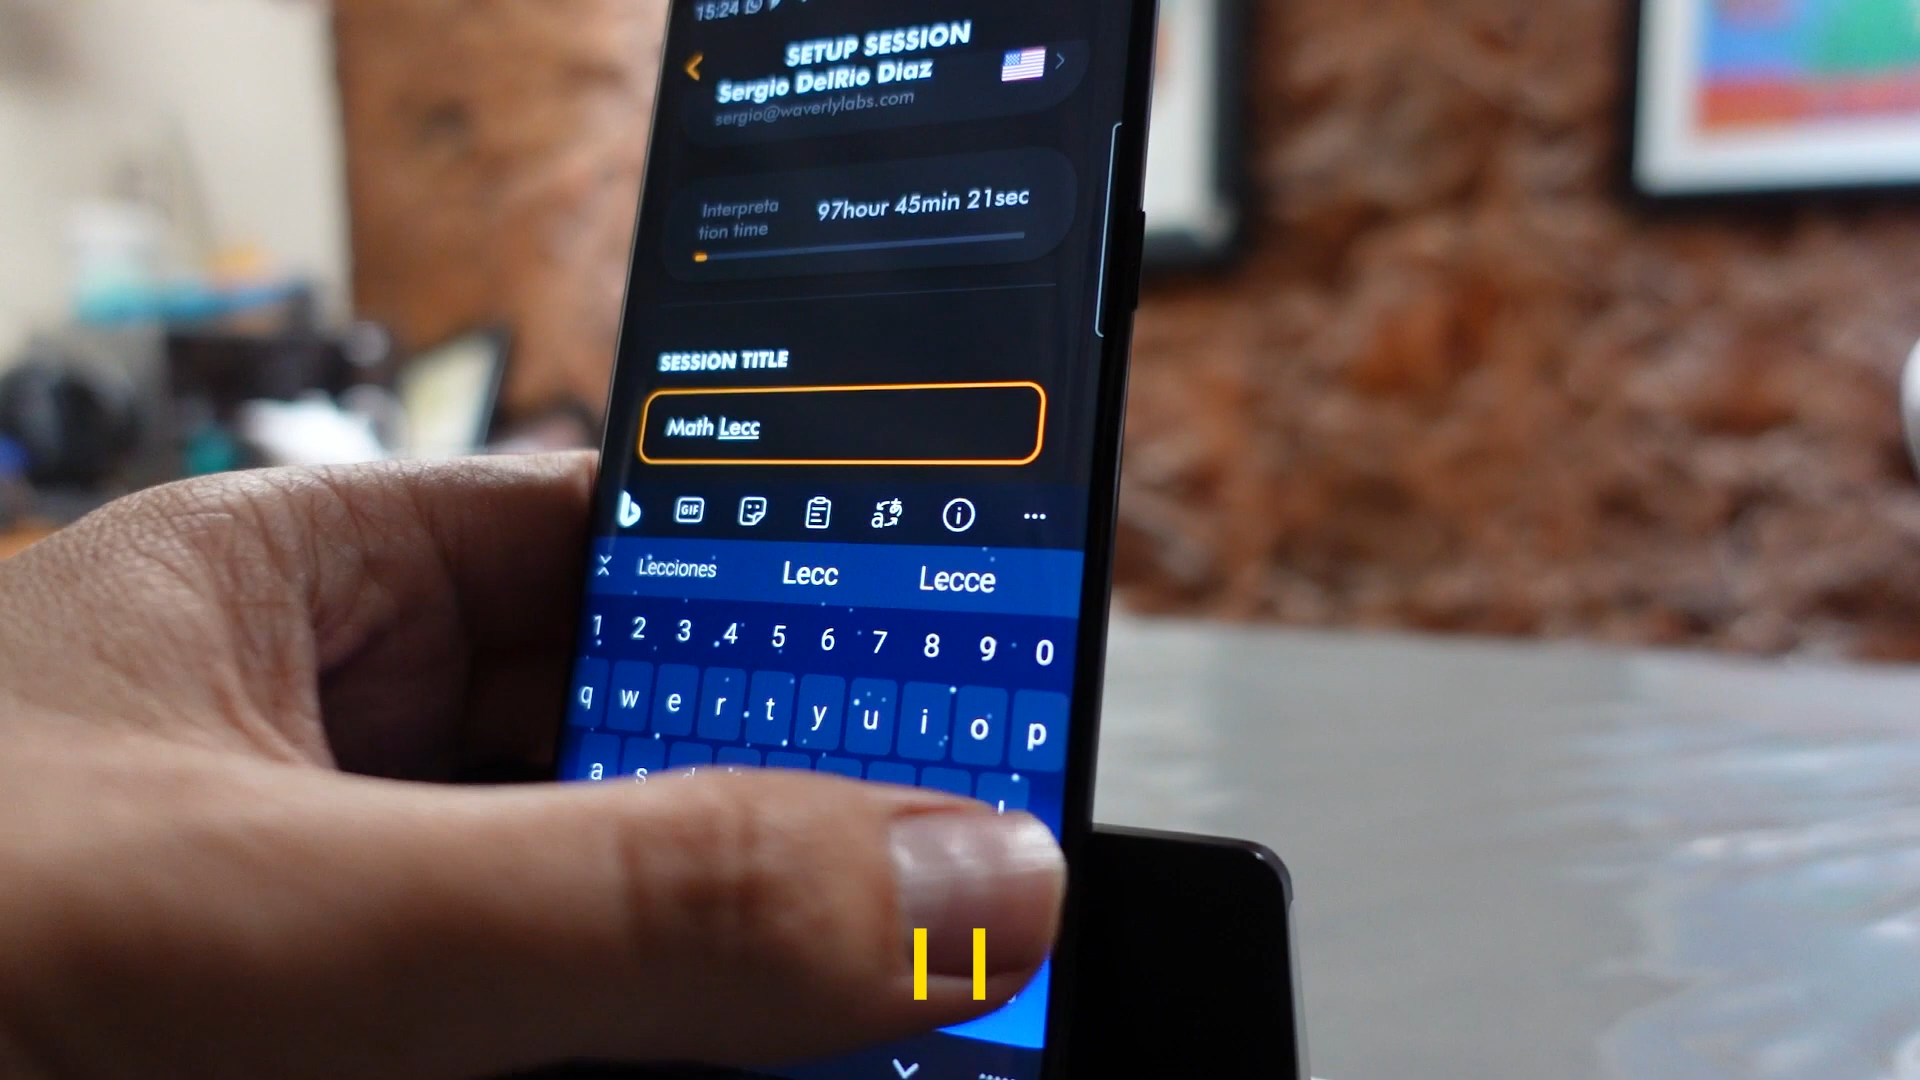 15:24
SETUP SESSION
Sergio DelRio Diaz
sergio@waverlylabs.com
Interpreta
tion time
97hour 45min 21sec
SESSION TITLE
Math Lecc
GIF
Lecciones Lecc Lecce
1 2 3 4 5 6 7 8 9 0
q w e r t y u i o p
a s d